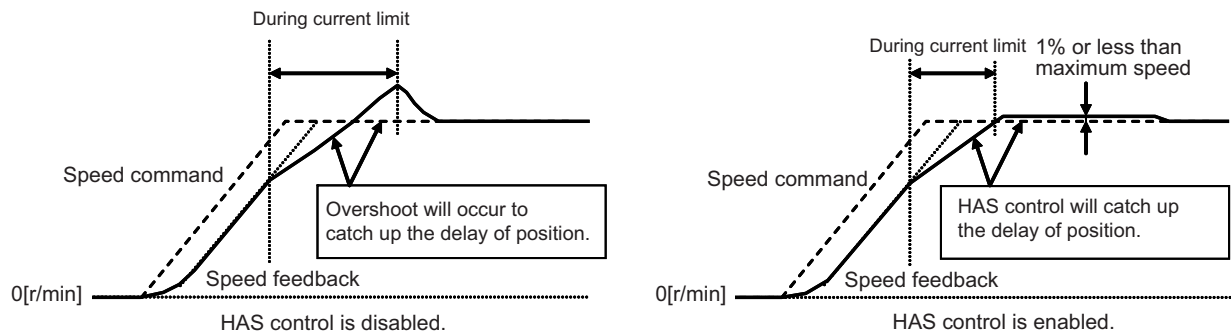 During current limit
Speed command
Overshoot will occur to
catch up the delay of position.
Speed feedback
0[r/min]
HAS control is disabled.
During current limit
1% or less than
maximum speed
Speed command
HAS control will catch up
the delay of position.
Speed feedback
0[r/min]
HAS control is enabled.